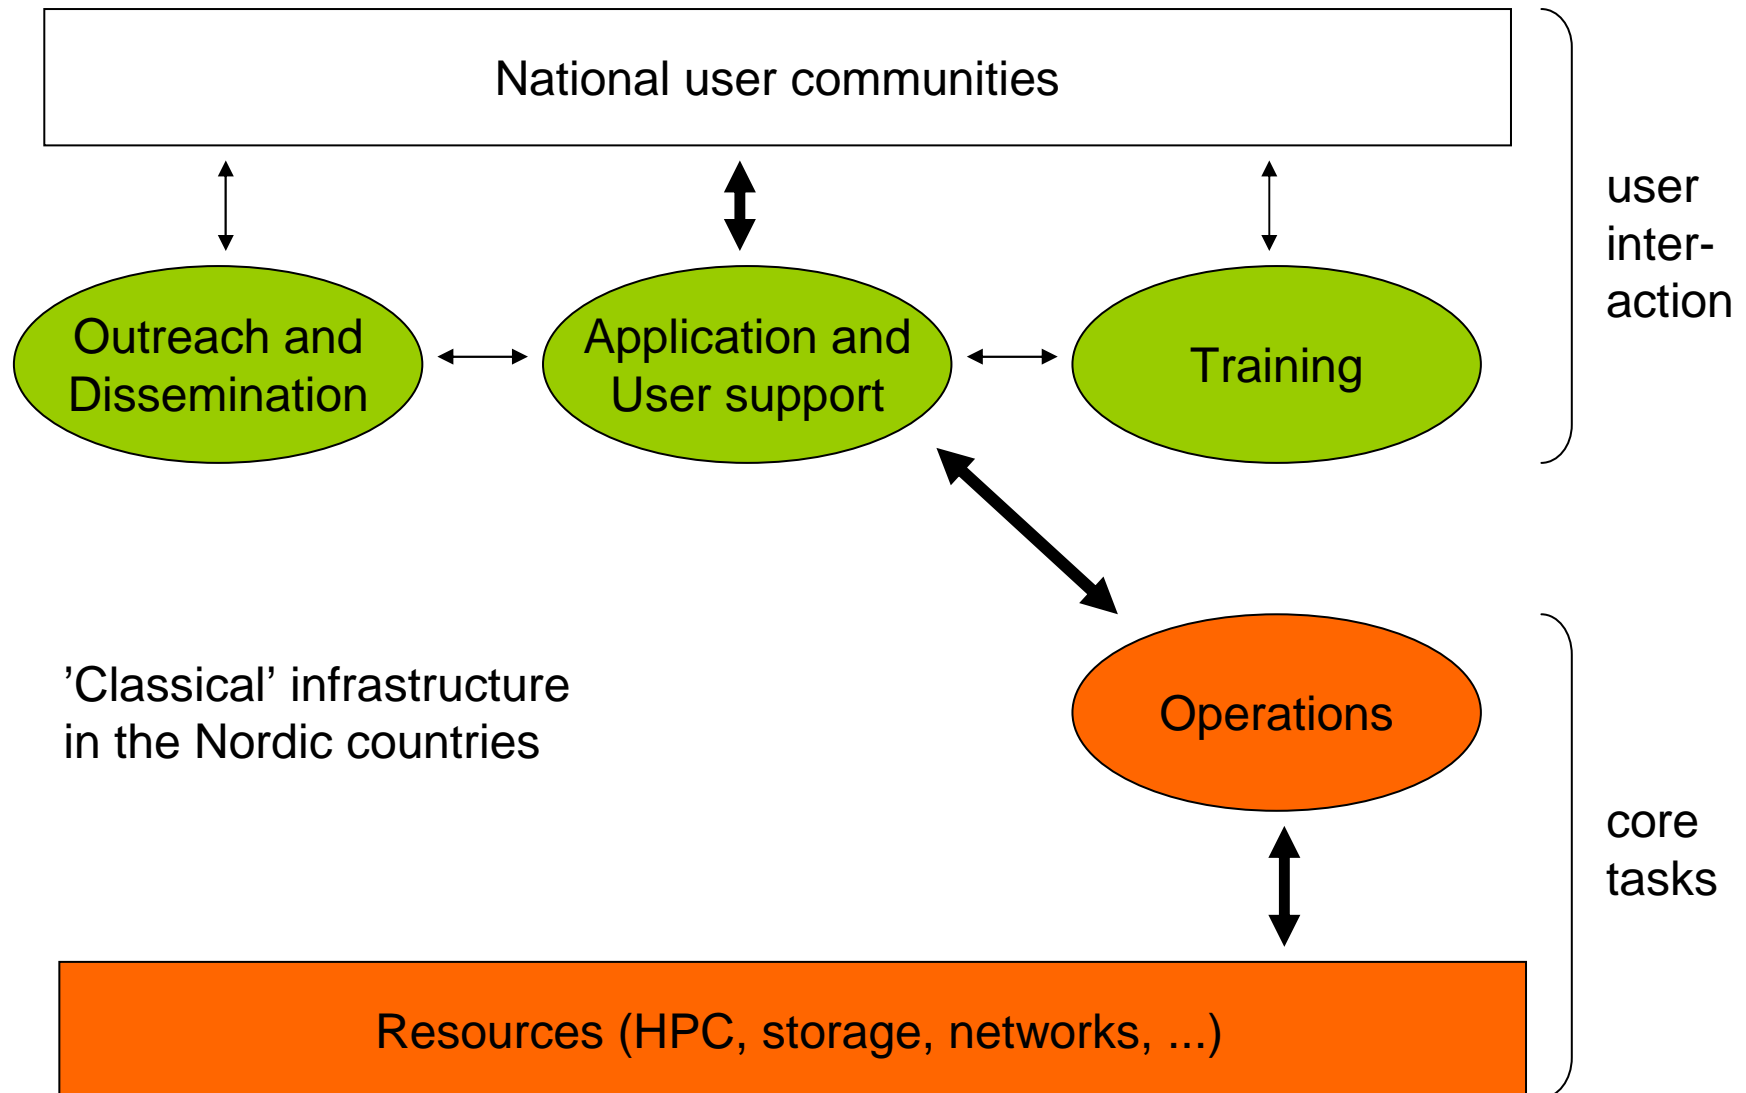 National user communities
user
inter-
action
Outreach and
Dissemination
Application and
User support
Training
’Classical’ infrastructure
in the Nordic countries
Operations
core
tasks
Resources (HPC, storage, networks, ...)